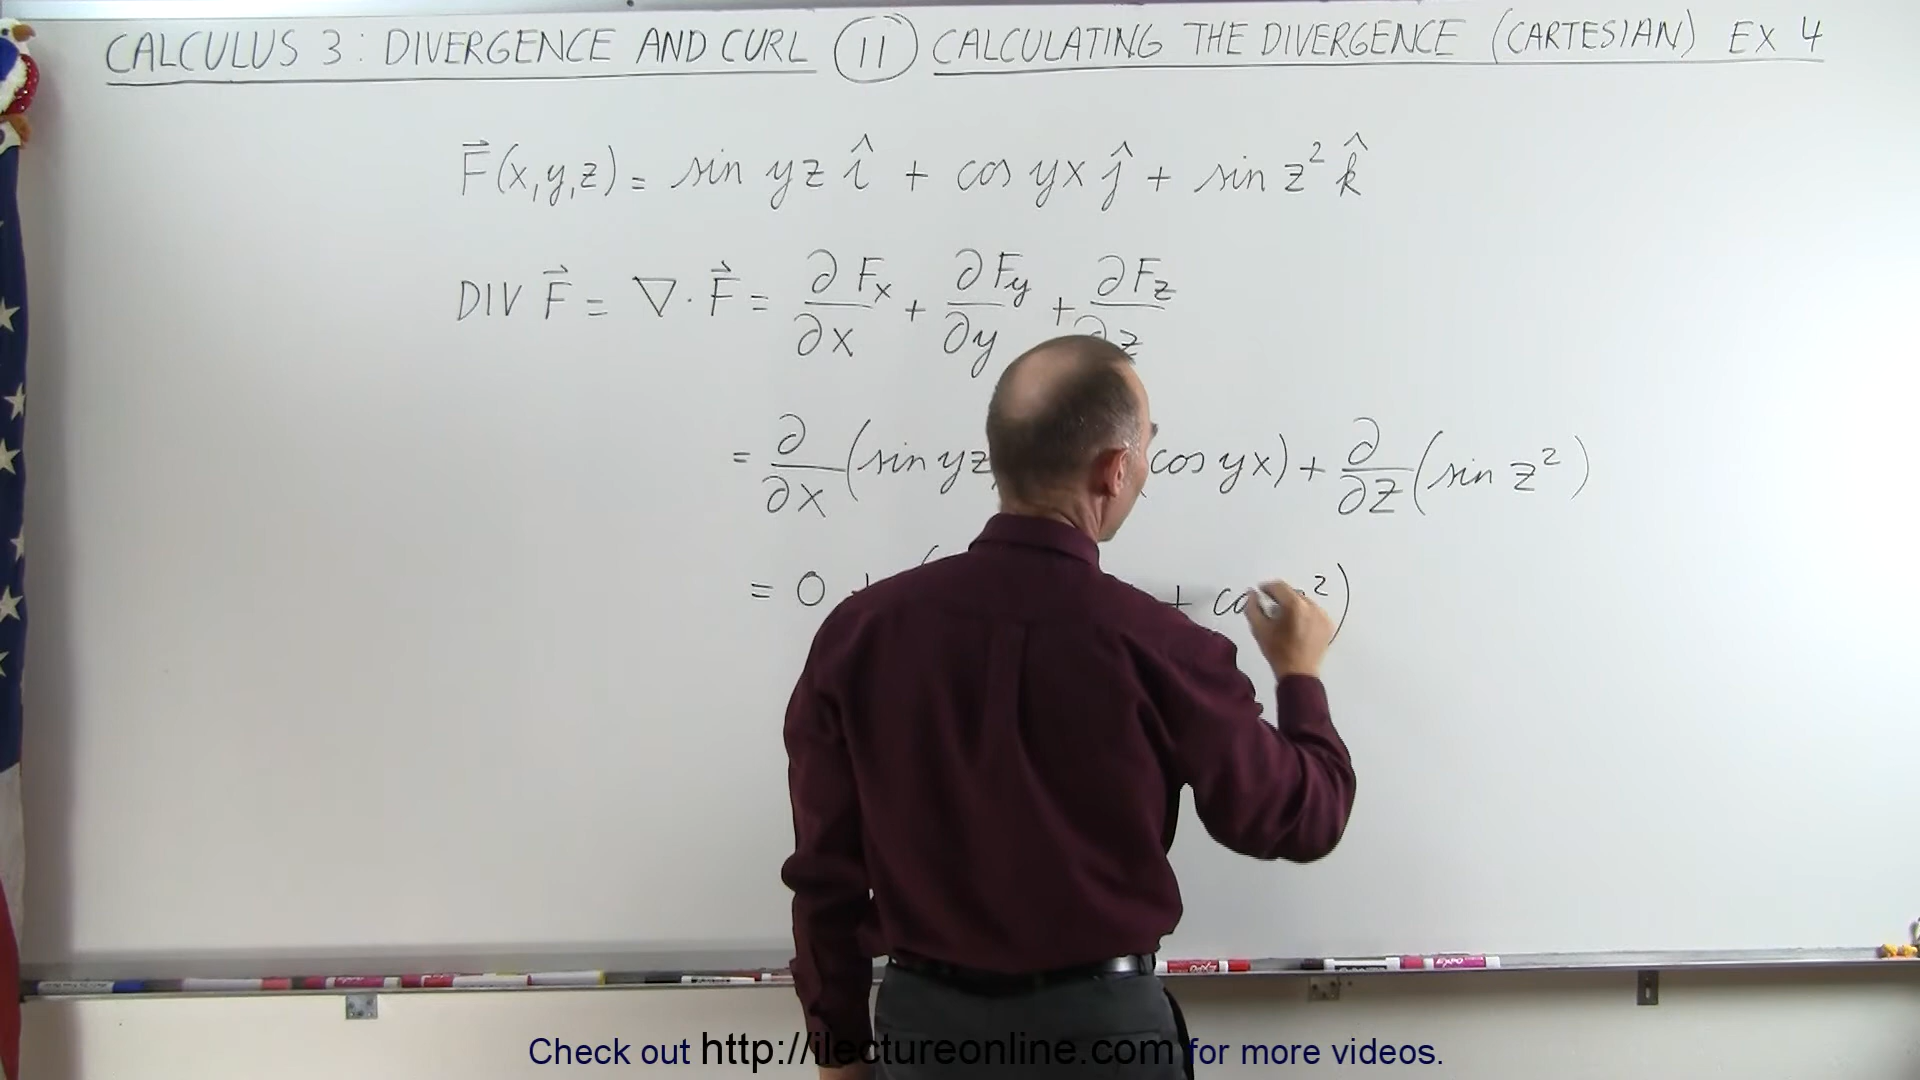 CALCULUS 3: DIVERGENCE AND CURL (11) CALCULATING THE DIVERGENCE (CARTESIAN) EX 4
F⃗(x,y,z) = sin yz î + cos yx ĵ + sin z² k̂
DIV F⃗ = ∇·F⃗ = ∂Fx/∂x + ∂Fy/∂y + ∂Fz/∂z
= ∂/∂x (sin yz cos yx) + ∂/∂z (sin z²)
= 0 + ( + ²)
Check out http://ilectureonline.com for more videos.